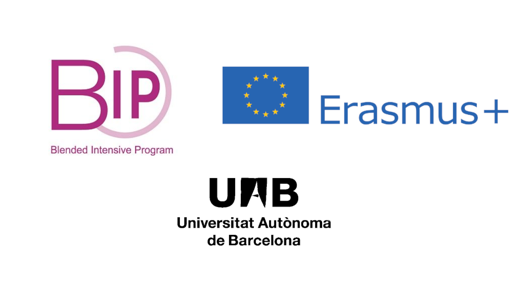 BIP
Blended Intensive Program
Erasmus+
UAB
Universitat Autònoma
de Barcelona